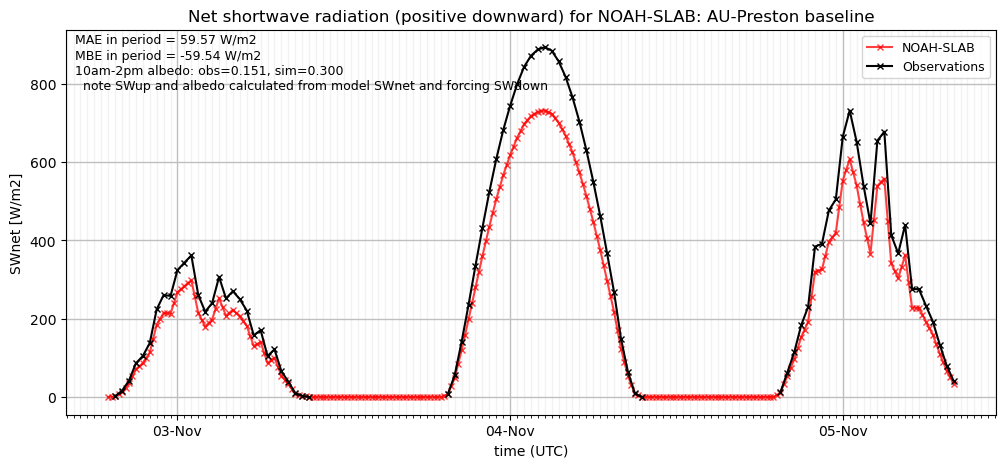 Net shortwave radiation (positive downward) for NOAH-SLAB: AU-Preston baseline
MAE in period = 59.57 W/m2
MBE in period = -59.54 W/m2
10am-2pm albedo: obs=0.151, sim=0.300
note SWup and albedo calculated from model SWnet and forcing SWdown
NOAH-SLAB
Observations
SWnet [W/m2]
800
600
400
200
0
03-Nov
04-Nov
05-Nov
time (UTC)